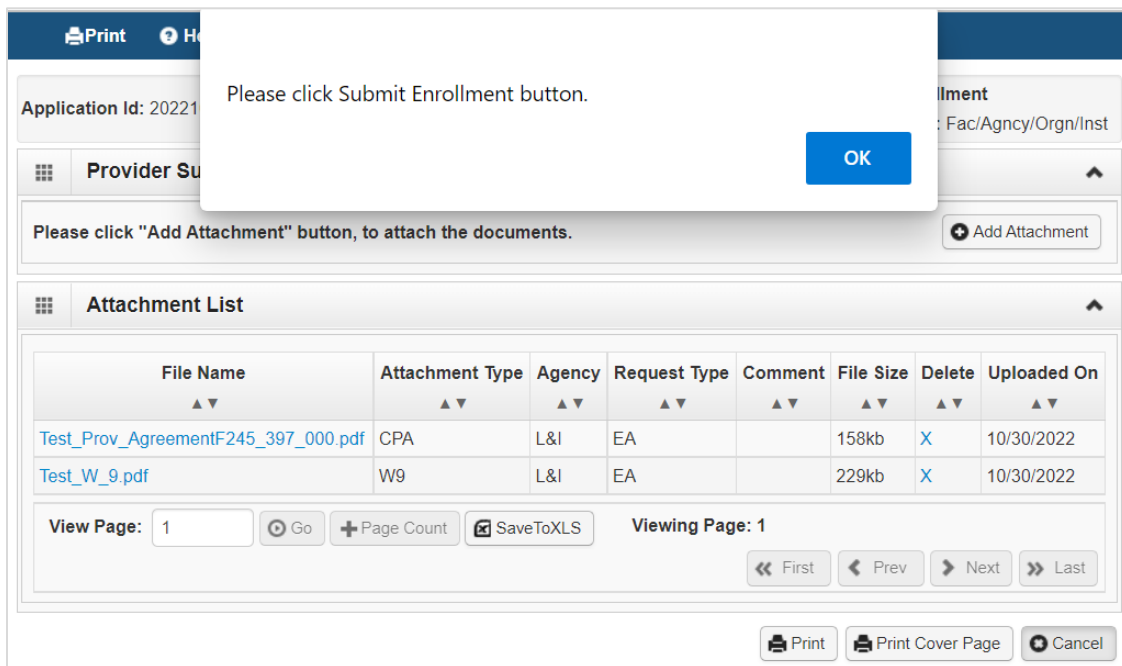 Print He
Please click Submit Enrollment button.
OK
Application Id: 20221
llment
: Fac/Agncy/Orgn/Inst
Provider Su
Please click "Add Attachment" button, to attach the documents.
Add Attachment
Attachment List
File Name Attachment Type Agency Request Type Comment File Size Delete Uploaded On
Test_Prov_AgreementF245_397_000.pdf CPA L&I EA 158kb X 10/30/2022
Test_W_9.pdf W9 L&I EA 229kb X 10/30/2022
View Page: 1 Go Page Count SaveToXLS Viewing Page: 1
First Prev Next Last
Print Print Cover Page Cancel